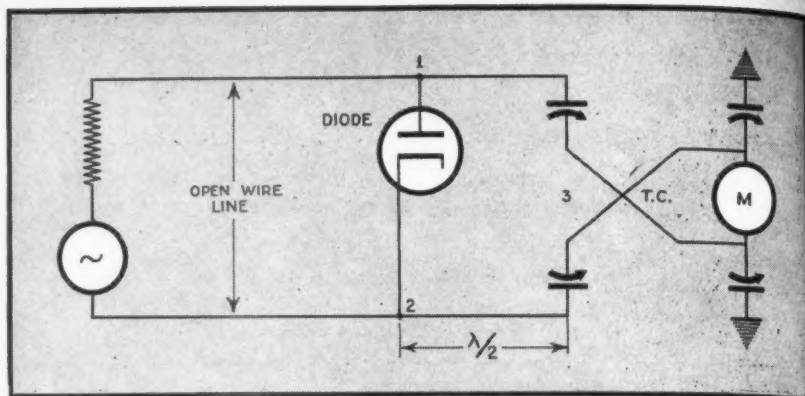 1
DIODE
OPEN WIRE
LINE
3
T.C.
M
~
2
λ/2